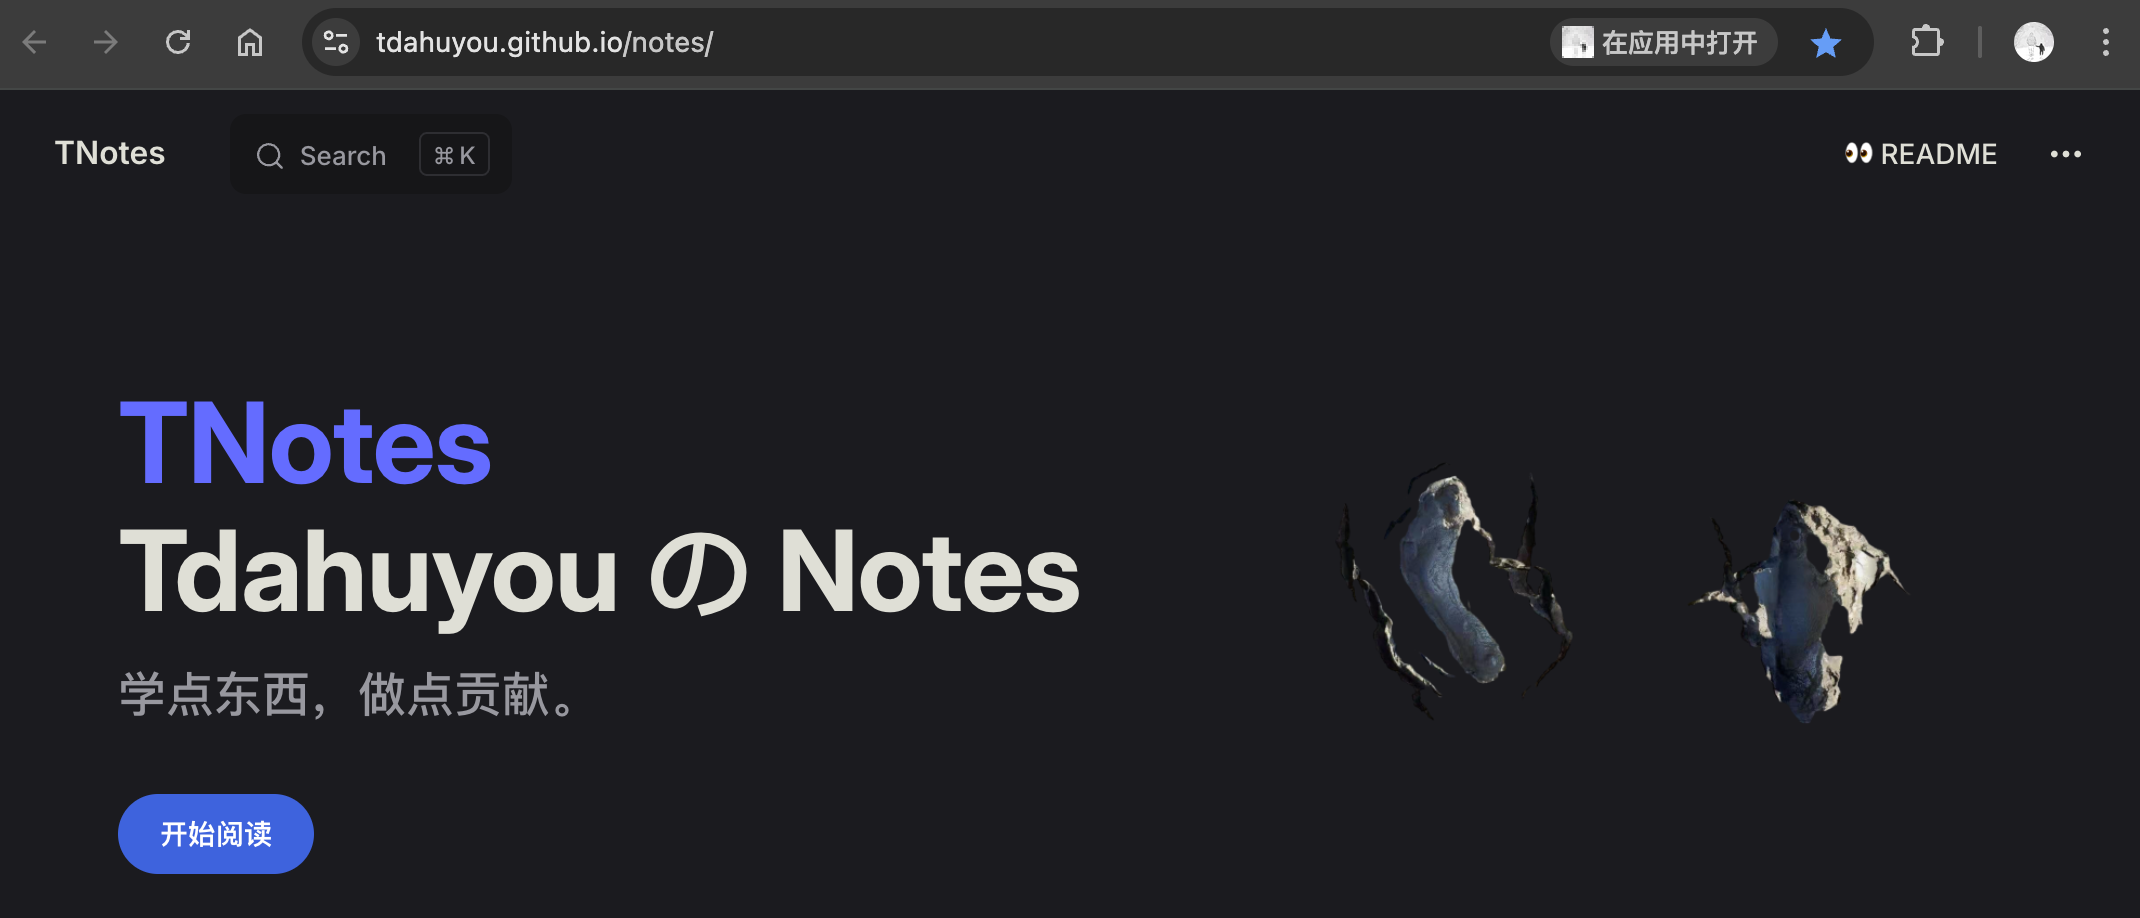 tdahuyou.github.io/notes/
在应用中打开
TNotes
Search
⌘ K
👀 README
TNotes
Tdahuyou の Notes
学点东西，做点贡献。
开始阅读